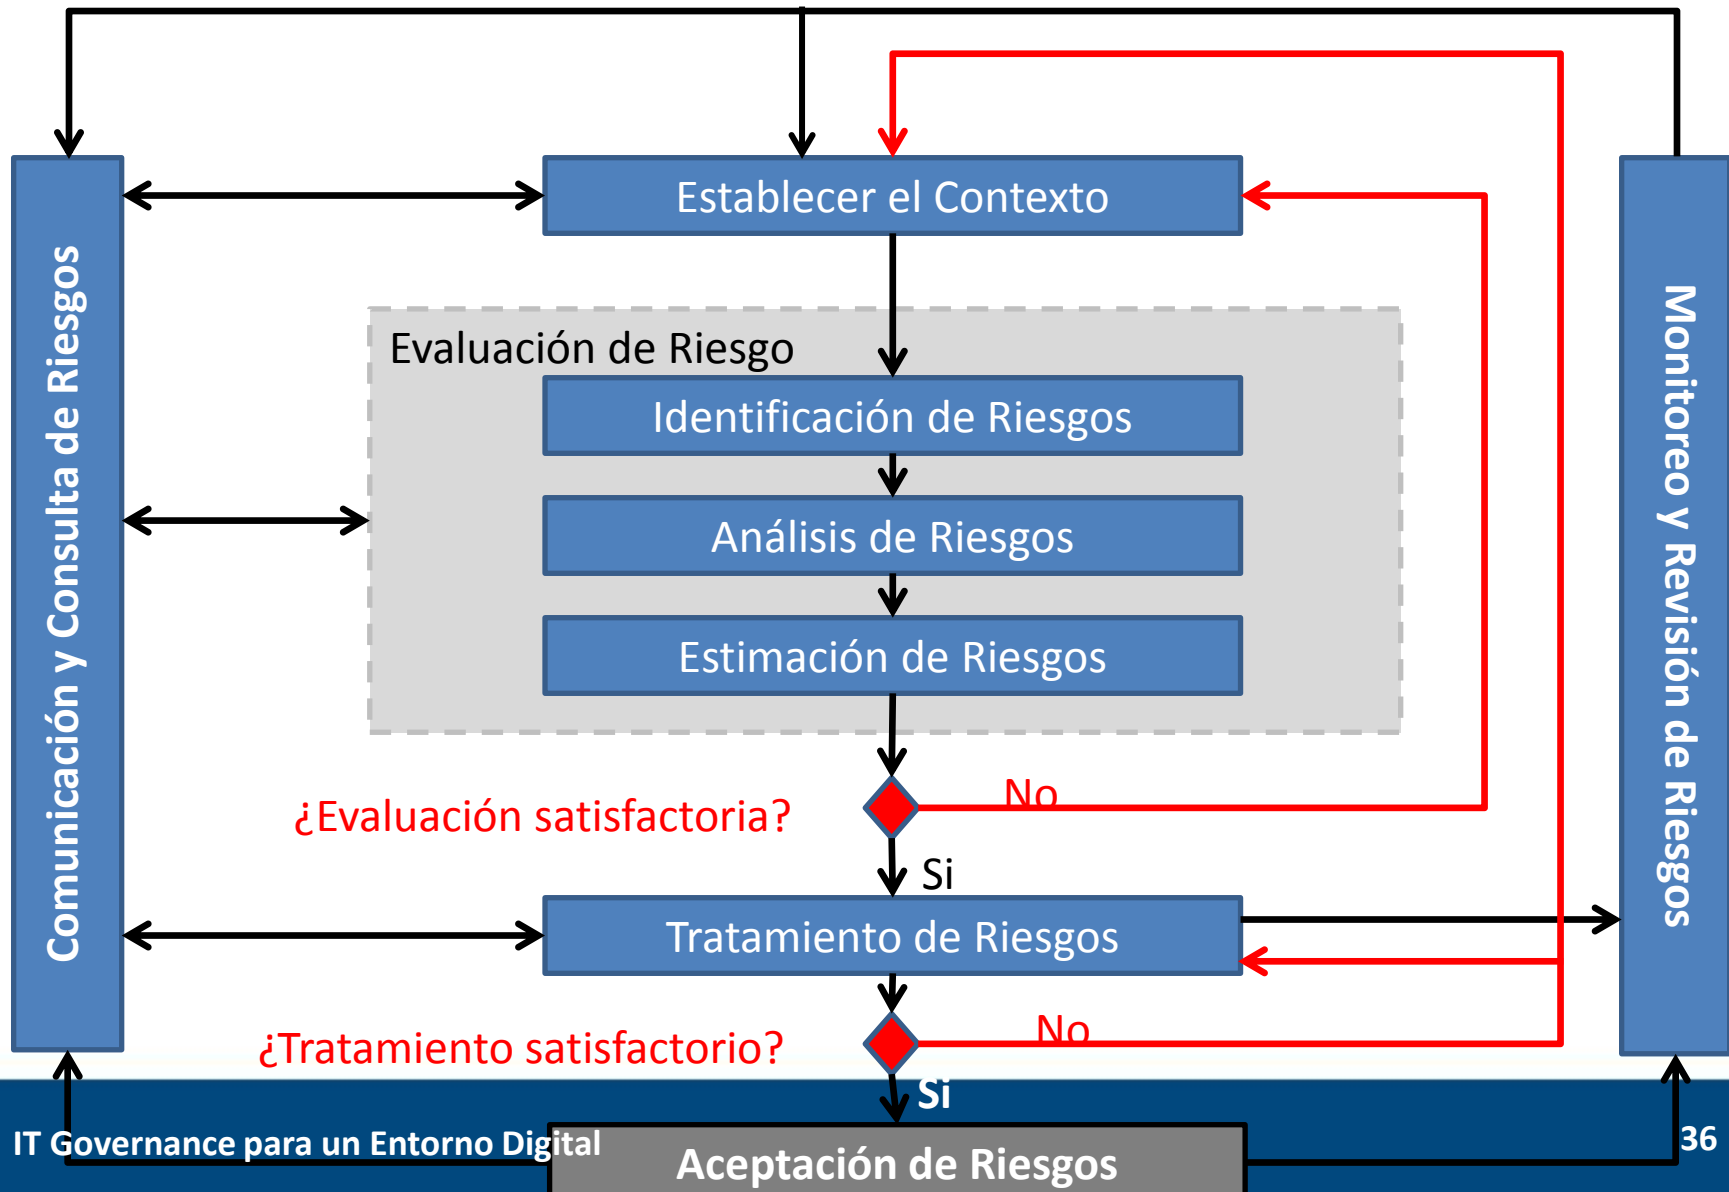 Establecer el Contexto
Comunicación y Consulta de Riesgos
Monitoreo y Revisión de Riesgos
Evaluación de Riesgo
Identificación de Riesgos
Análisis de Riesgos
Estimación de Riesgos
¿Evaluación satisfactoria?
No
Si
Tratamiento de Riesgos
¿Tratamiento satisfactorio?
No
Si
Aceptación de Riesgos
IT Governance para un Entorno Digital
36